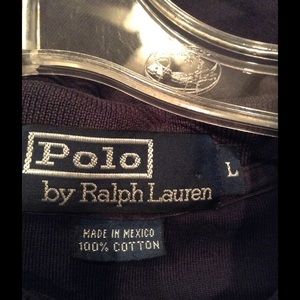 Polo
by Ralph Lauren
L
MADE IN MEXICO
100% COTTON